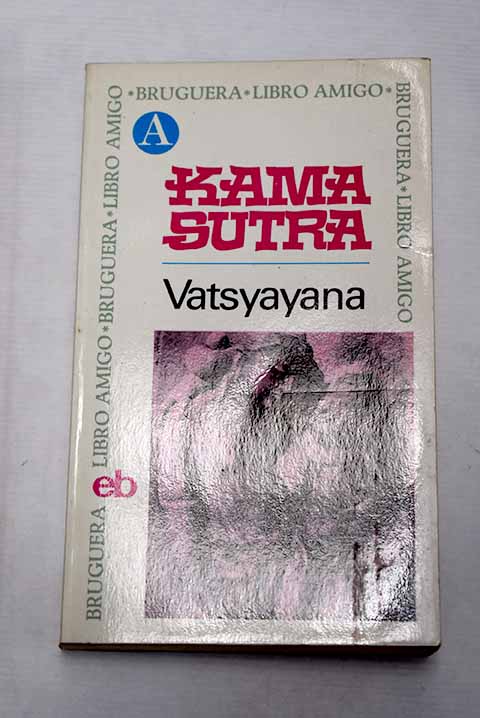 *BRUGUERA*LIBRO AMIGO*
BRUGUERA*LIBRO AMIGO
BRUGUERA LIBRO AMIGO*BRUGUERA*LIBRO AMIGO
A
KAMA
SUTRA
Vatsyayana
eb